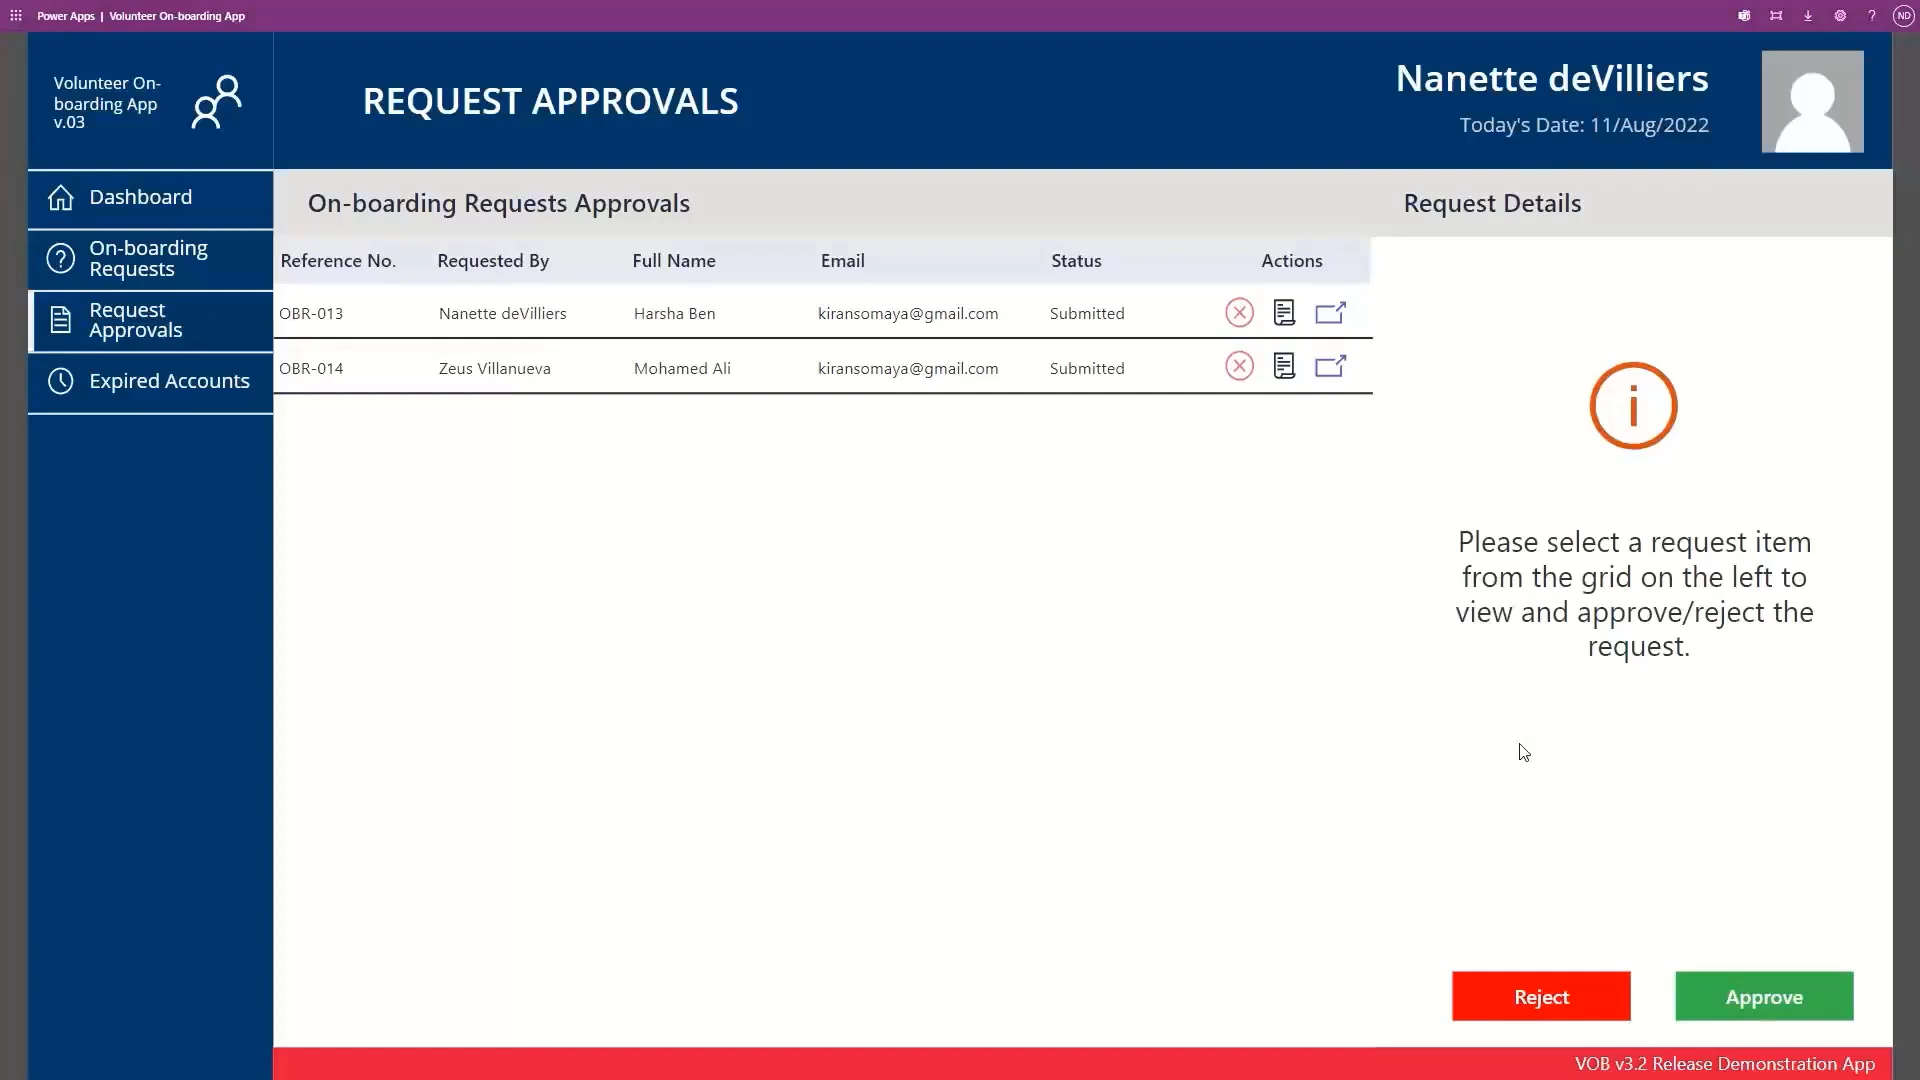 Power Apps | Volunteer On-boarding App
? ND
Volunteer On-
boarding App
v.03
REQUEST APPROVALS
Nanette deVilliers
Today's Date: 11/Aug/2022
Dashboard
On-boarding
Requests
Request
Approvals
Expired Accounts
On-boarding Requests Approvals
Request Details
Reference No. Requested By Full Name Email Status Actions
OBR-013 Nanette deVilliers Harsha Ben kiransomaya@gmail.com Submitted
OBR-014 Zeus Villanueva Mohamed Ali kiransomaya@gmail.com Submitted
Please select a request item
from the grid on the left to
view and approve/reject the
request.
Reject Approve
VOB v3.2 Release Demonstration App